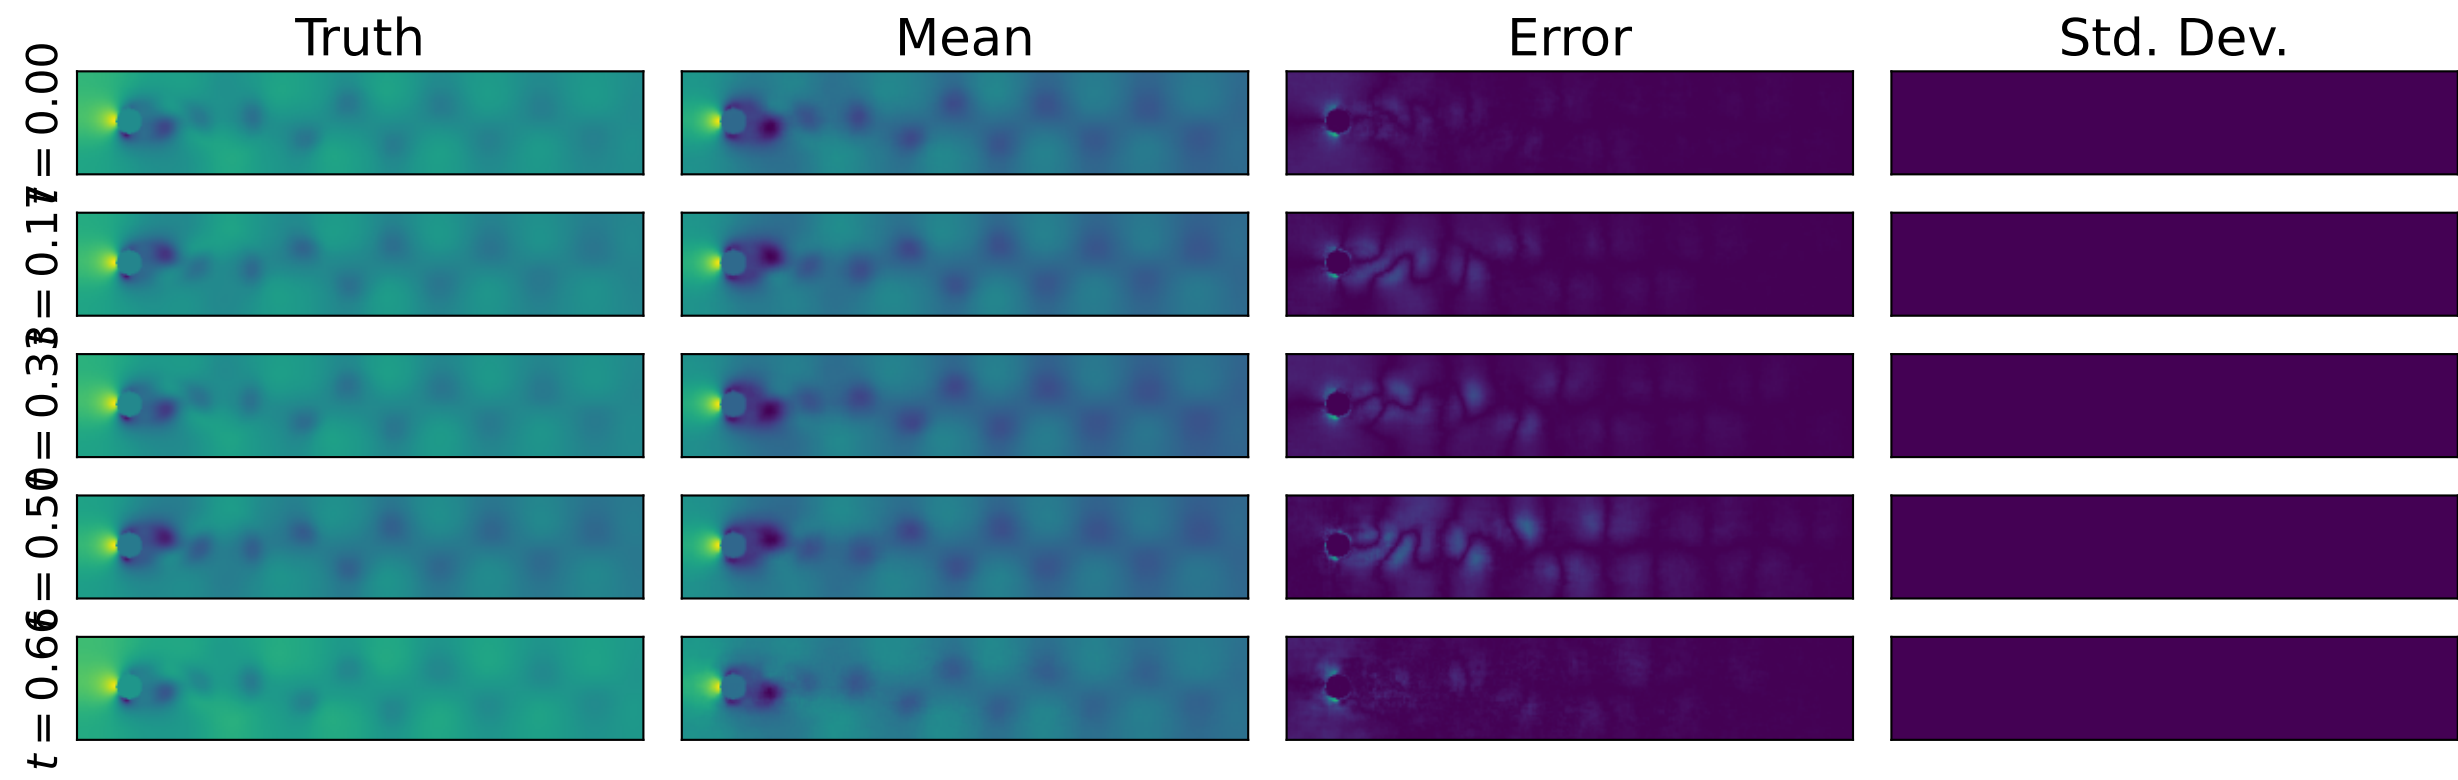 Truth Mean Error Std. Dev.
t = 0.00
t = 0.17
t = 0.33
t = 0.50
t = 0.66